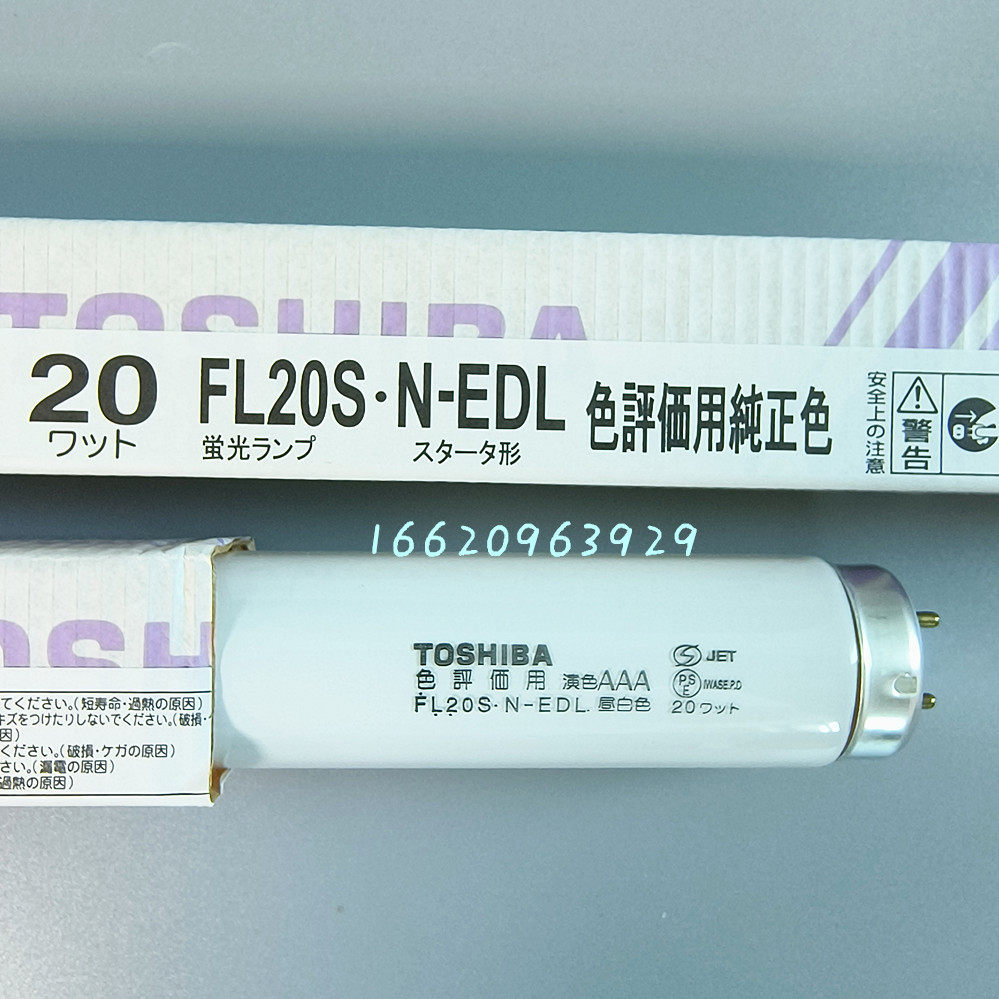 TOSHIBA
20 FL20S・N-EDL 色評価用純正色
ワット 蛍光ランプ スタータ形
安全上の注意
警告
16620963929
TOSHIBA
色評価用 演色AAA
FL20S・N-EDL 昼白色
JET
PSE IWASE.P.D
20ワット
OSH
てください。(短寿命・過熱の原因)
キズをつけたりしないでください。(破損・
因)
ください。(破損・ケガの原因)
さい。(漏電の原因)
過熱の原因)